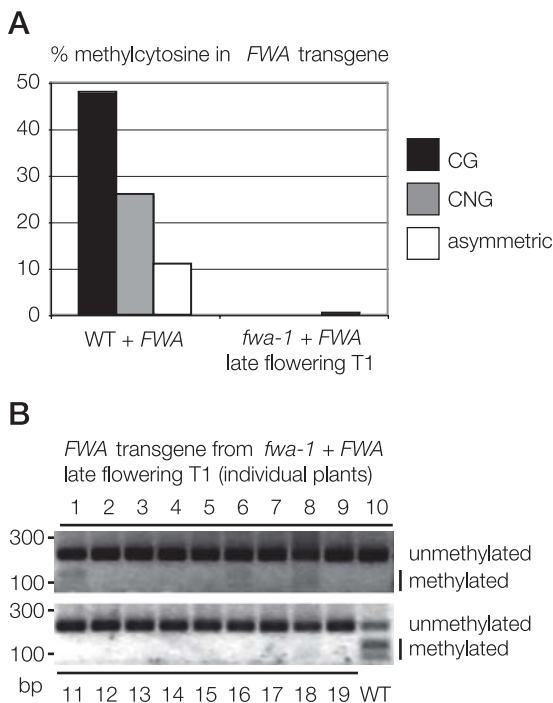 A
% methylcytosine in FWA transgene
50
40
30
20
10
0
WT + FWA
fwa-1 + FWA
late flowering T1
CG
CNG
asymmetric
B
FWA transgene from fwa-1 + FWA
late flowering T1 (individual plants)
1 2 3 4 5 6 7 8 9 10
300
100
unmethylated
methylated
300
100
unmethylated
methylated
bp
11 12 13 14 15 16 17 18 19 WT